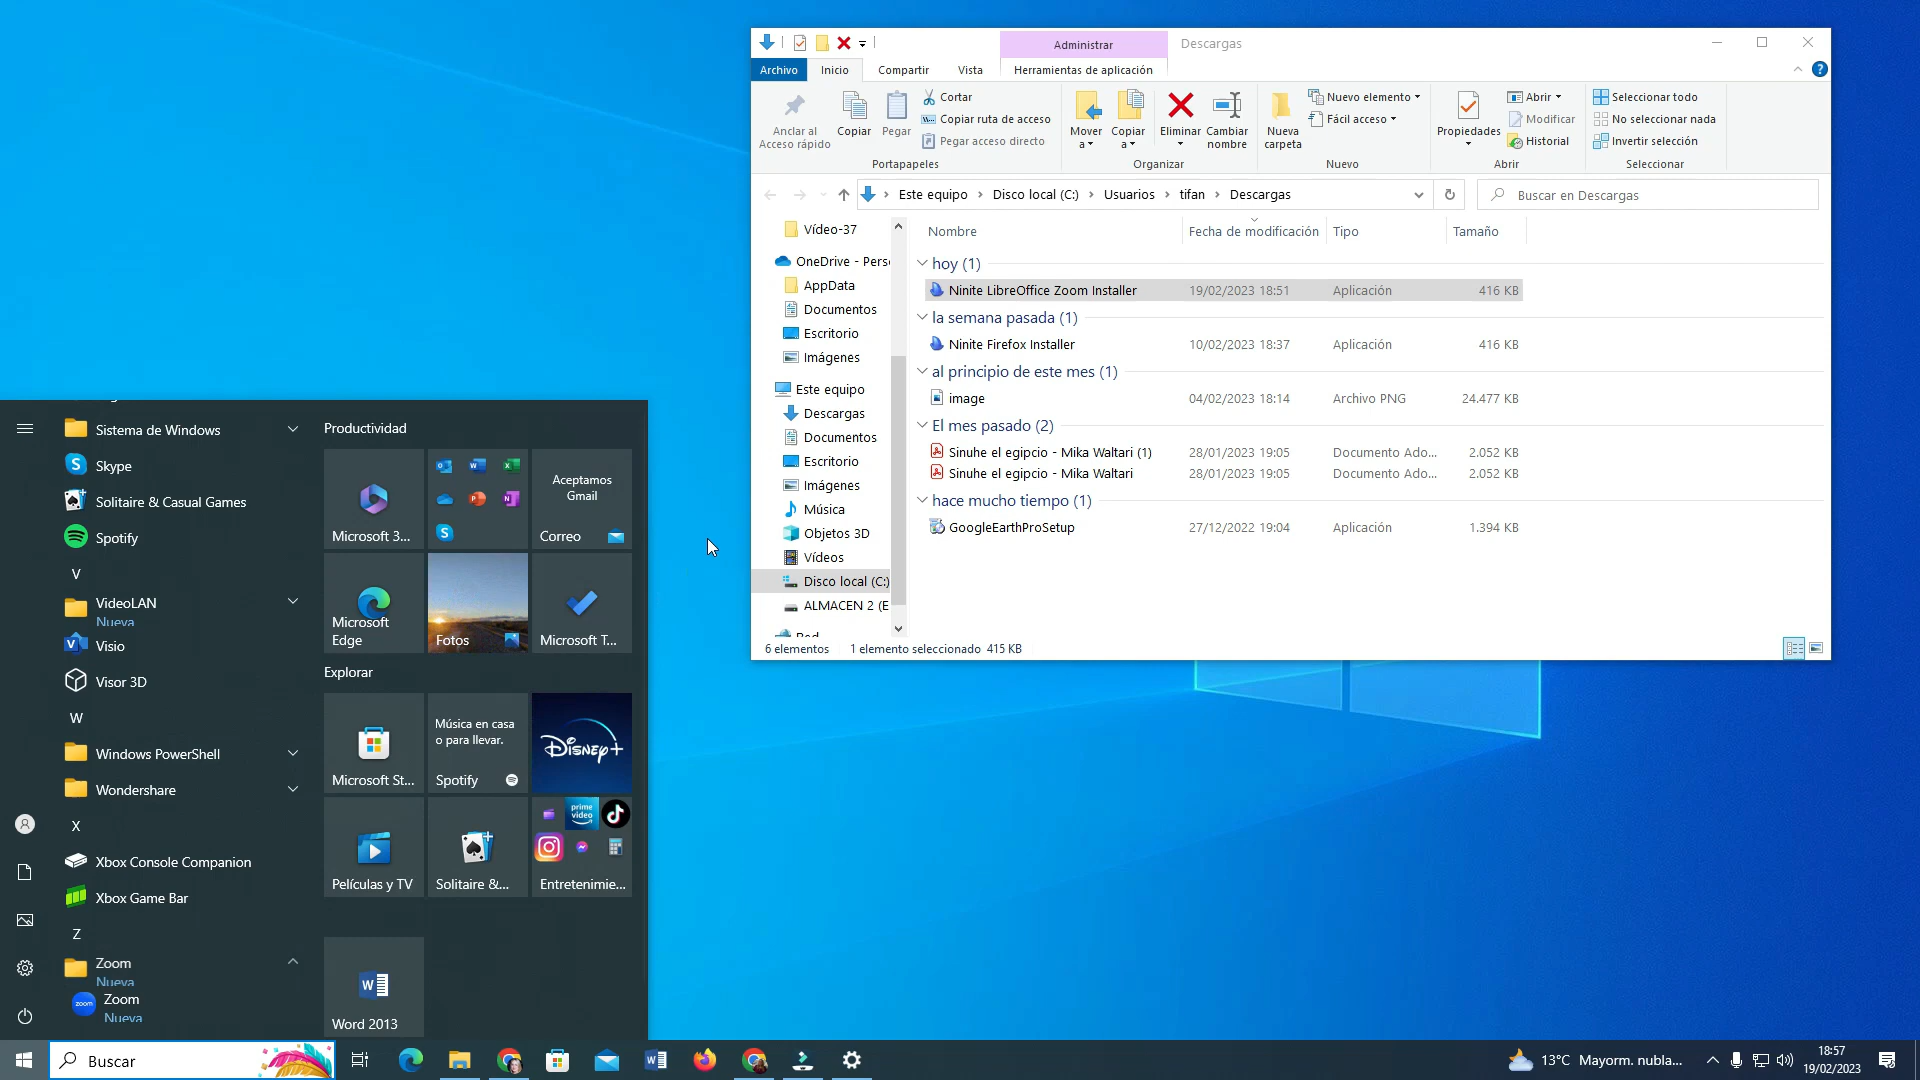 Administrar
Descargas
Archivo
Inicio
Compartir
Vista
Herramientas de aplicación
Anclar al
Acceso rápido
Copiar
Pegar
Cortar
Copiar ruta de acceso
Pegar acceso directo
Portapapeles
Mover
a
Copiar
a
Eliminar
Cambiar
nombre
Organizar
Nueva
carpeta
Nuevo elemento
Fácil acceso
Nuevo
Propiedades
Abrir
Modificar
Historial
Abrir
Seleccionar todo
No seleccionar nada
Invertir selección
Seleccionar
Este equipo > Disco local (C:) > Usuarios > tifan > Descargas
Buscar en Descargas
Vídeo-37
OneDrive - Pers
AppData
Documentos
Escritorio
Imágenes
Este equipo
Descargas
Documentos
Escritorio
Imágenes
Música
Objetos 3D
Vídeos
Disco local (C:)
ALMACEN 2 (E
Red
Nombre Fecha de modificación Tipo Tamaño
hoy (1)
Ninite LibreOffice Zoom Installer 19/02/2023 18:51 Aplicación 416 KB
la semana pasada (1)
Ninite Firefox Installer 10/02/2023 18:37 Aplicación 416 KB
al principio de este mes (1)
image 04/02/2023 18:14 Archivo PNG 24.477 KB
El mes pasado (2)
Sinuhe el egipcio - Mika Waltari (1) 28/01/2023 19:05 Documento Ado... 2.052 KB
Sinuhe el egipcio - Mika Waltari 28/01/2023 19:05 Documento Ado... 2.052 KB
hace mucho tiempo (1)
GoogleEarthProSetup 27/12/2022 19:04 Aplicación 1.394 KB
6 elementos 1 elemento seleccionado 415 KB
Sistema de Windows
Skype
Solitaire & Casual Games
Spotify
V
VideoLAN
Nueva
Visio
Visor 3D
W
Windows PowerShell
Wondershare
X
Xbox Console Companion
Xbox Game Bar
Z
Zoom
Nueva
zoom
Zoom
Nueva
Productividad
Microsoft 3...
Aceptamos
Gmail
Correo
Microsoft
Edge
Fotos
Microsoft T...
Explorar
Microsoft St...
Música en casa
o para llevar.
Spotify
Disney+
Películas y TV
Solitaire &...
prime
video
Entretenimie...
Word 2013
Buscar
13°C Mayorm. nubla...
18:57
19/02/2023